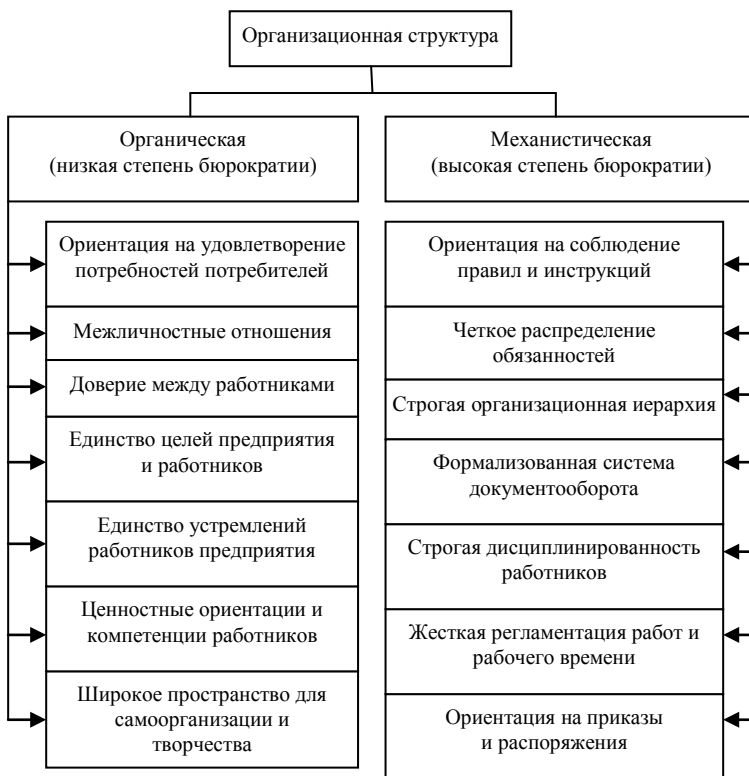 Организационная структура
Органическая
(низкая степень бюрократии)
Ориентация на удовлетворение
потребностей потребителей
Межличностные отношения
Доверие между работниками
Единство целей предприятия
и работников
Единство устремлений
работников предприятия
Ценностные ориентации и
компетенции работников
Широкое пространство для
самоорганизации и
творчества
Механистическая
(высокая степень бюрократии)
Ориентация на соблюдение
правил и инструкций
Четкое распределение
обязанностей
Строгая организационная иерархия
Формализованная система
документооборота
Строгая дисциплинированность
работников
Жесткая регламентация работ и
рабочего времени
Ориентация на приказы
и распоряжения